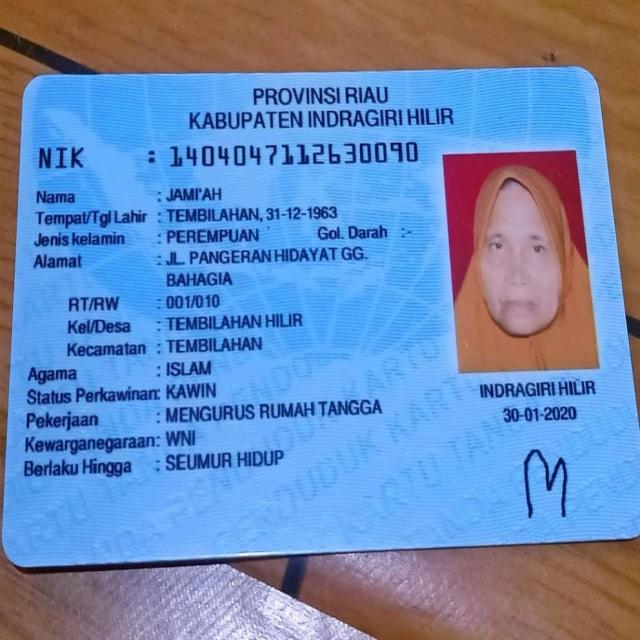 PROVINSI RIAU
KABUPATEN INDRAGIRI HILIR
NIK : 1404047112630090
Nama : JAMI'AH
Tempat/Tgl Lahir : TEMBILAHAN, 31-12-1963
Jenis kelamin : PEREMPUAN Gol. Darah :-
Alamat : JL. PANGERAN HIDAYAT GG.
BAHAGIA
RT/RW : 001/010
Kel/Desa : TEMBILAHAN HILIR
Kecamatan : TEMBILAHAN
Agama : ISLAM
Status Perkawinan: KAWIN
Pekerjaan : MENGURUS RUMAH TANGGA
Kewarganegaraan: WNI
Berlaku Hingga : SEUMUR HIDUP
INDRAGIRI HILIR
30-01-2020